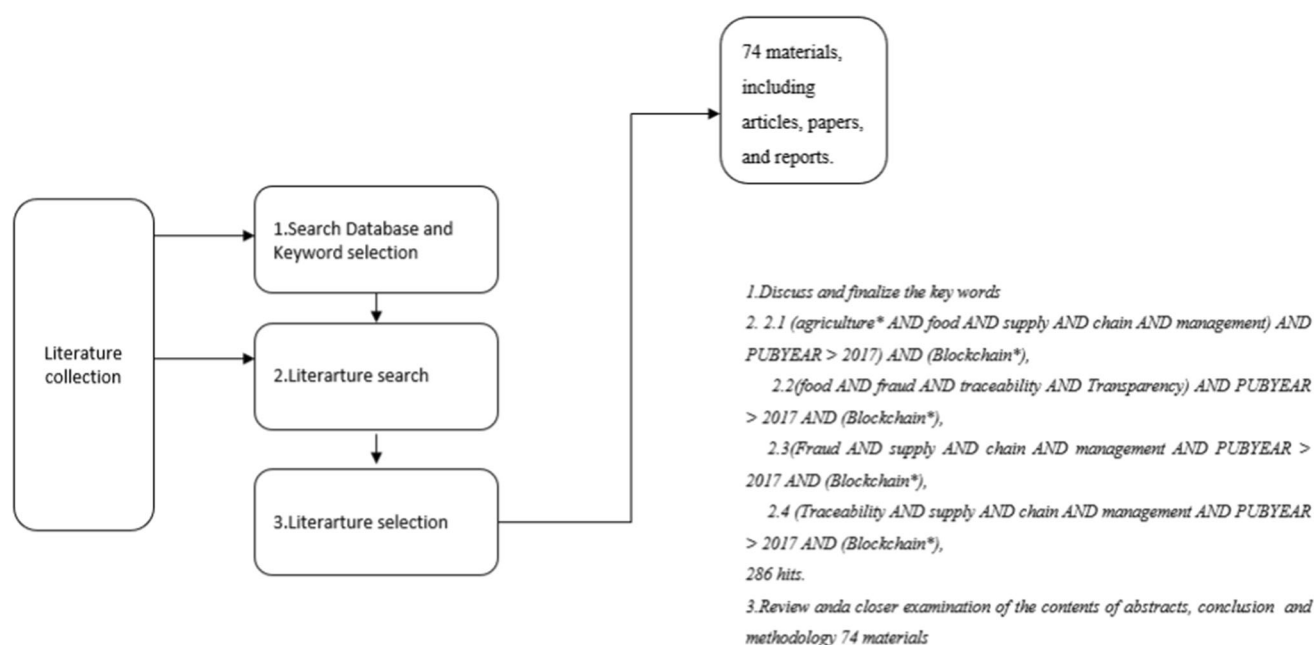 74 materials,
including
articles, papers,
and reports.
Literature
collection
1.Search Database and
Keyword selection
2.Literarture search
3.Literarture selection
1.Discuss and finalize the key words
2. 2.1 (agriculture* AND food AND supply AND chain AND management) AND
PUBYEAR > 2017) AND (Blockchain*),
2.2(food AND fraud AND traceability AND Transparency) AND PUBYEAR
> 2017 AND (Blockchain*),
2.3(Fraud AND supply AND chain AND management AND PUBYEAR >
2017 AND (Blockchain*),
2.4 (Traceability AND supply AND chain AND management AND PUBYEAR
> 2017 AND (Blockchain*),
286 hits.
3.Review anda closer examination of the contents of abstracts, conclusion and
methodology 74 materials